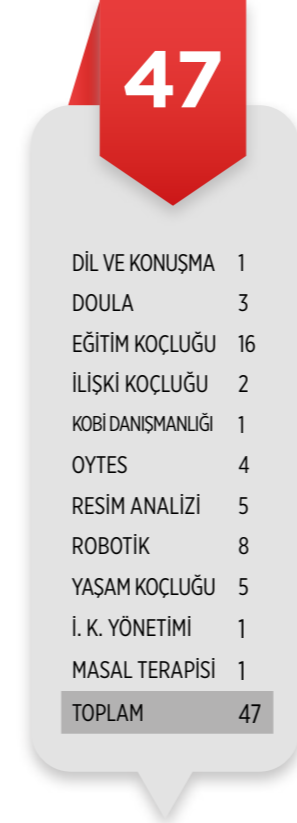 47
DİL VE KONUŞMA 1
DOULA 3
EĞİTİM KOÇLUĞU 16
İLİŞKİ KOÇLUĞU 2
KOBİ DANIŞMANLIĞI 1
OYTES 4
RESİM ANALİZİ 5
ROBOTİK 8
YAŞAM KOÇLUĞU 5
İ. K. YÖNETİMİ 1
MASAL TERAPİSİ 1
TOPLAM 47